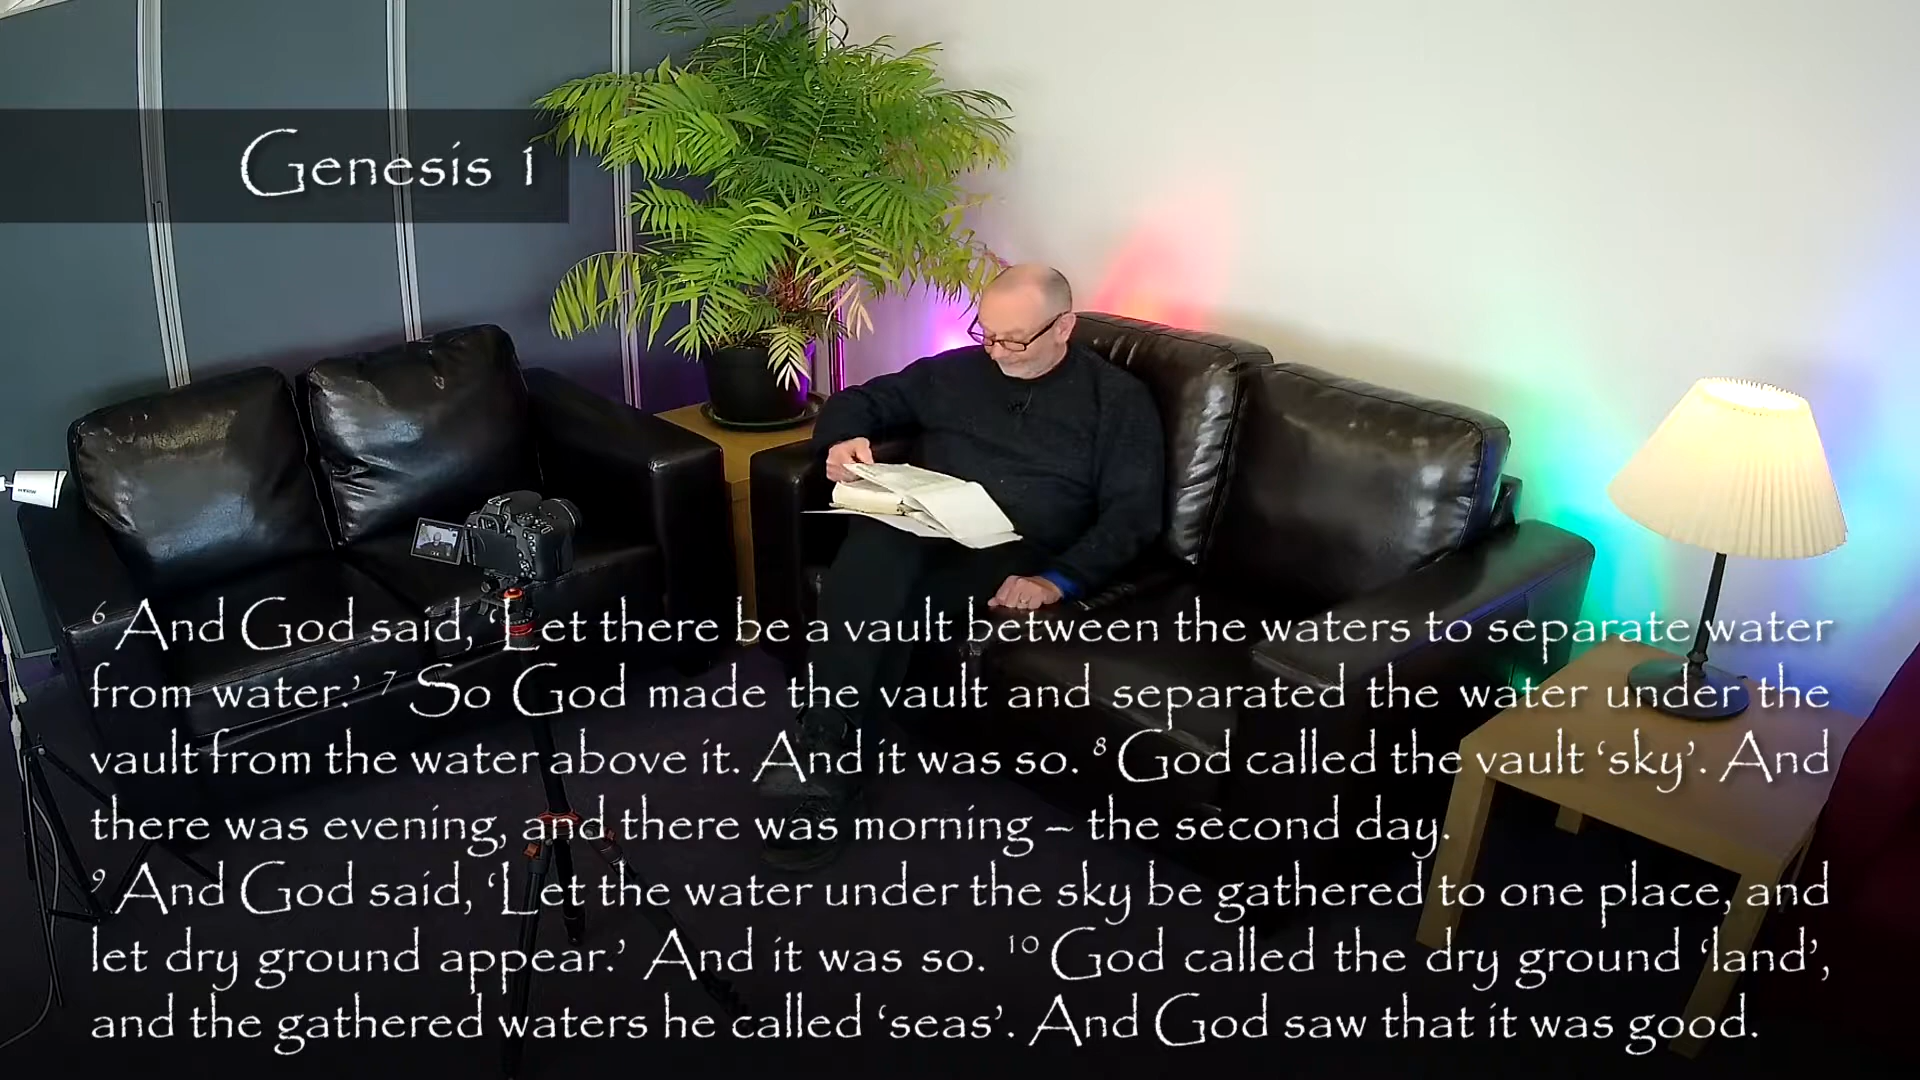 Genesis 1
⁶ And God said, ‘Let there be a vault between the waters to separate water
from water.’ ⁷ So God made the vault and separated the water under the
vault from the water above it. And it was so. ⁸ God called the vault ‘sky’. And
there was evening, and there was morning – the second day.
⁹ And God said, ‘Let the water under the sky be gathered to one place, and
let dry ground appear.’ And it was so. ¹⁰ God called the dry ground ‘land’,
and the gathered waters he called ‘seas’. And God saw that it was good.